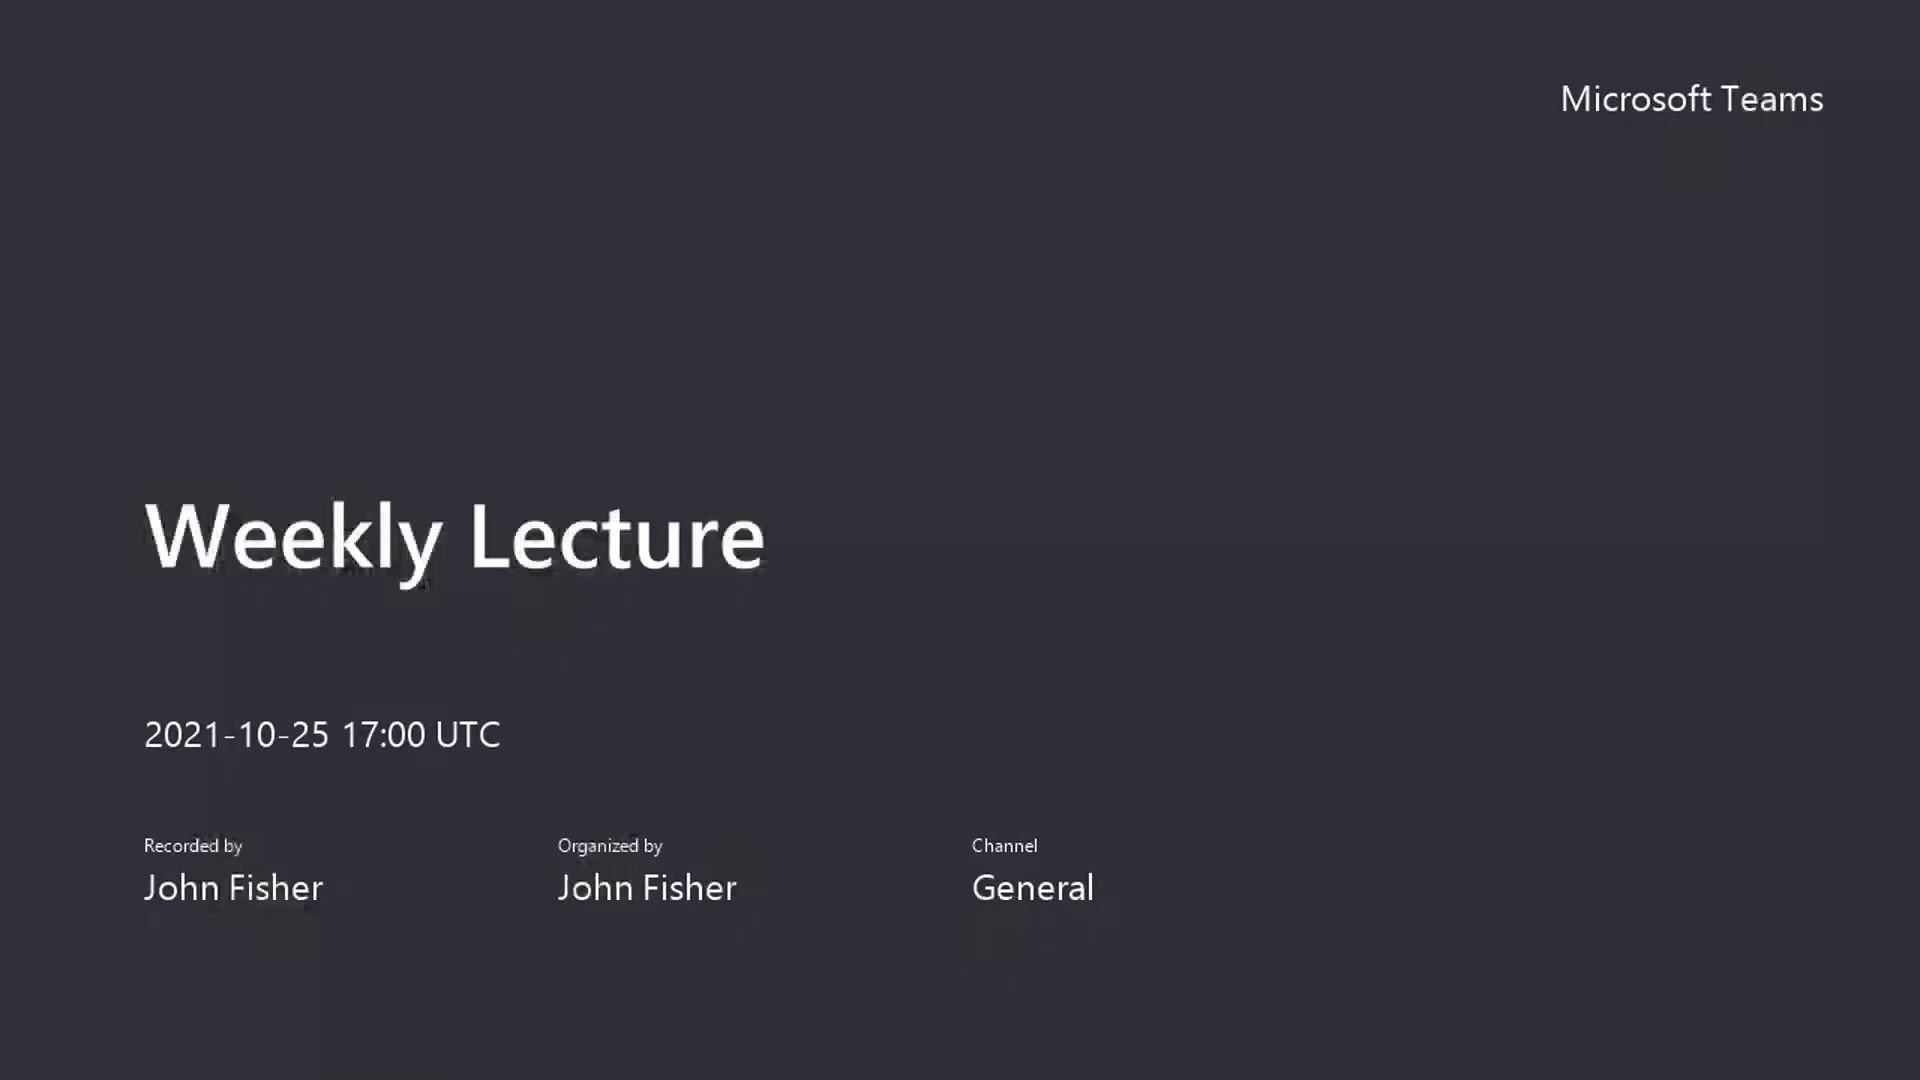 Microsoft Teams
Weekly Lecture
2021-10-25 17:00 UTC
Recorded by
John Fisher
Organized by
John Fisher
Channel
General